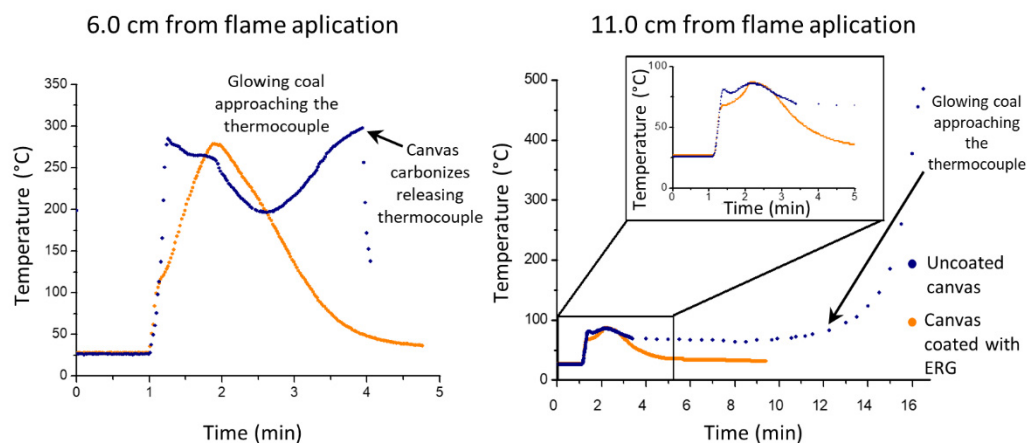 6.0 cm from flame aplication
11.0 cm from flame aplication
Temperature (°C)
350
300
250
200
150
100
50
0
0
1
2
3
4
5
Time (min)
Glowing coal
approaching the
thermocouple
Canvas
carbonizes
releasing
thermocouple
Temperature (°C)
500
400
300
200
100
0
0
2
4
6
8
10
12
14
16
Time (min)
Temperature (°C)
100
50
0
0
1
2
3
4
5
Time (min)
Glowing coal
approaching
the
thermocouple
Uncoated
canvas
Canvas
coated with
ERG